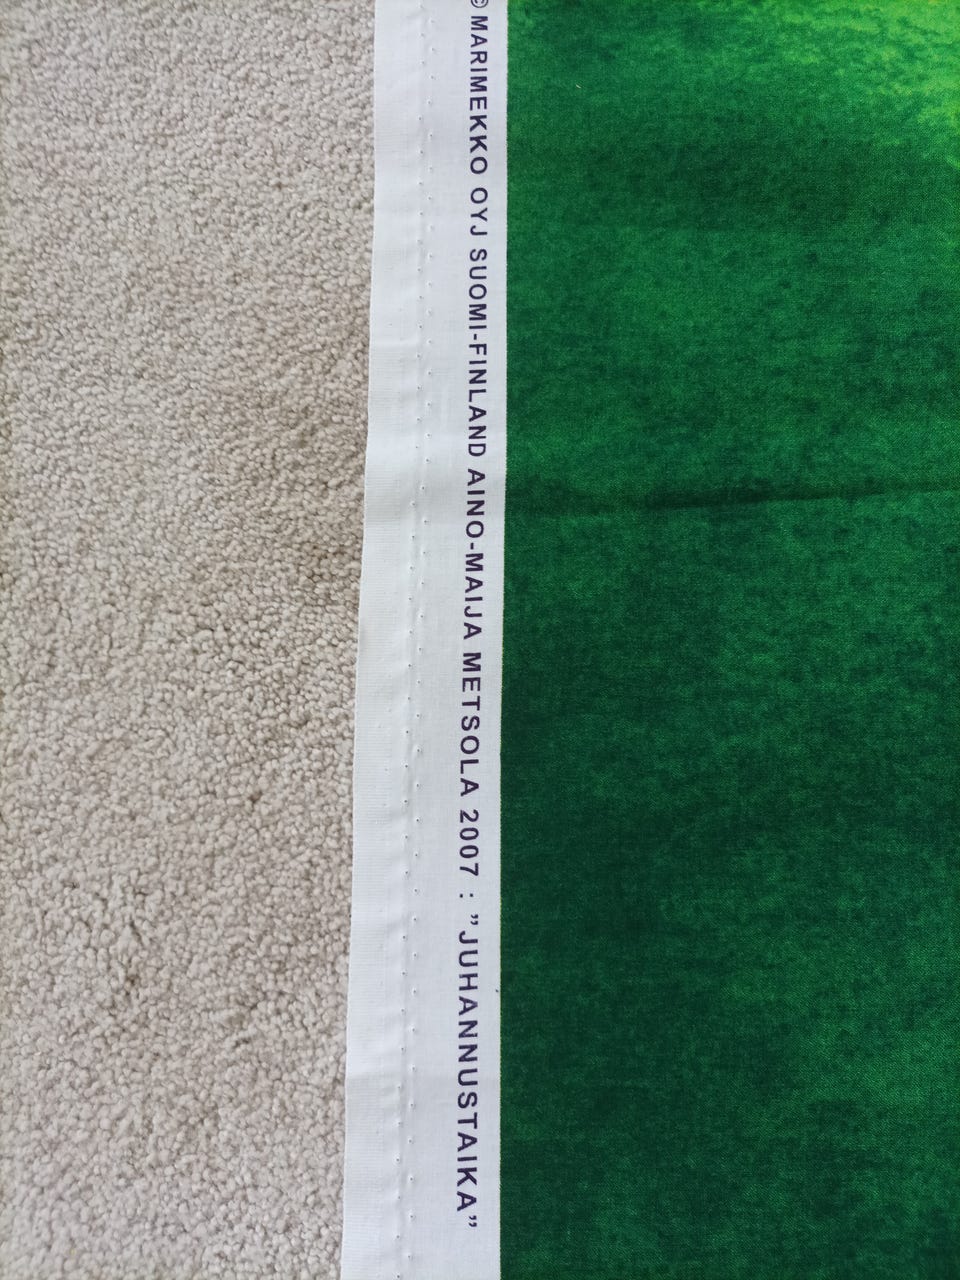 © MARIMEKKO OYJ SUOMI-FINLAND AINO-MAIJA METSOLA 2007 : ”JUHANNUSTAIKA”